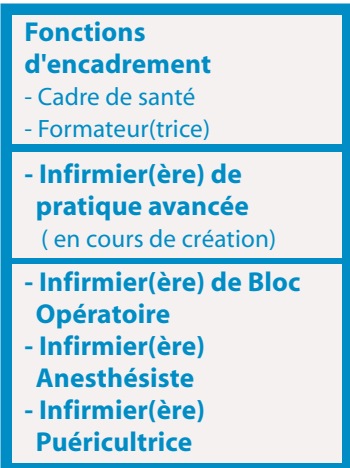 Fonctions
d'encadrement
- Cadre de santé
- Formateur(trice)
- Infirmier(ère) de
pratique avancée
( en cours de création)
- Infirmier(ère) de Bloc
Opératoire
- Infirmier(ère)
Anesthésiste
- Infirmier(ère)
Puéricultrice